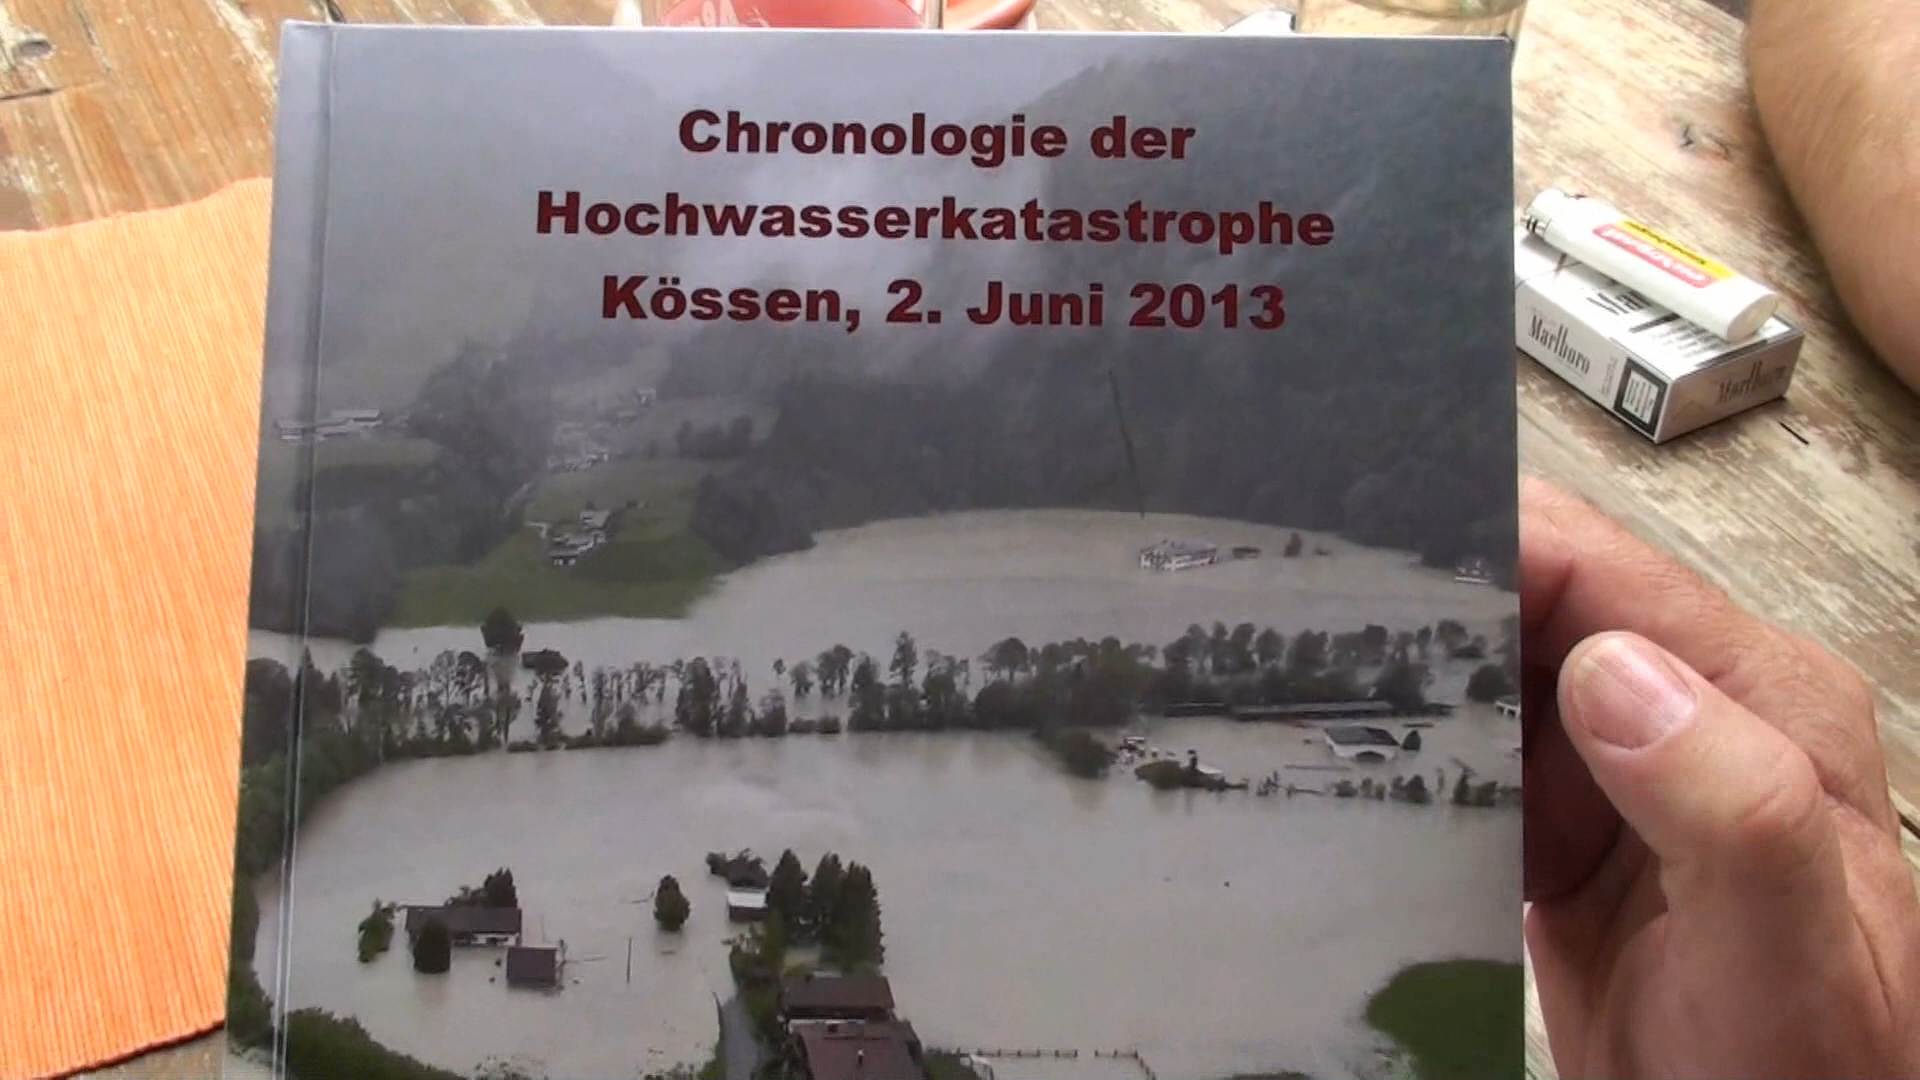 Chronologie der
Hochwasserkatastrophe
Kössen, 2. Juni 2013
Marlboro
Marlboro